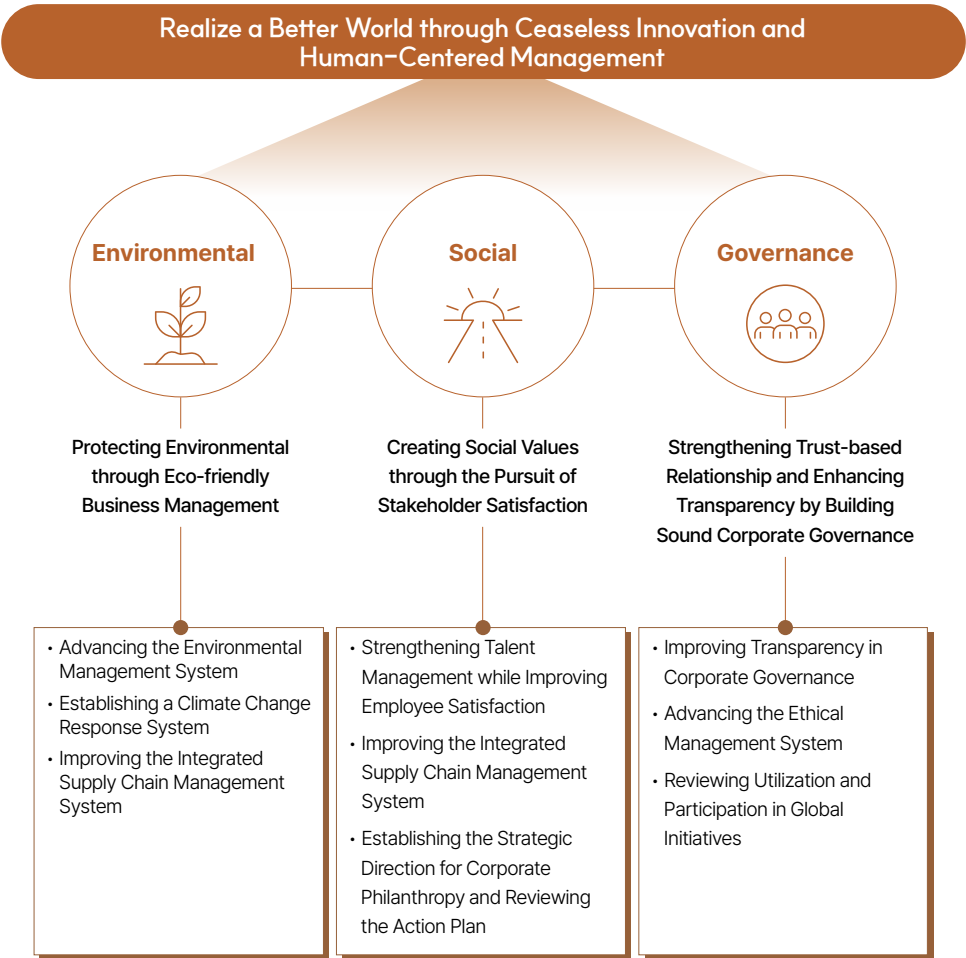 Realize a Better World through Ceaseless Innovation and
Human-Centered Management
Environmental
Protecting Environmental
through Eco-friendly
Business Management
• Advancing the Environmental
Management System
• Establishing a Climate Change
Response System
• Improving the Integrated
Supply Chain Management
System
Social
Creating Social Values
through the Pursuit of
Stakeholder Satisfaction
• Strengthening Talent
Management while Improving
Employee Satisfaction
• Improving the Integrated
Supply Chain Management
System
• Establishing the Strategic
Direction for Corporate
Philanthropy and Reviewing
the Action Plan
Governance
Strengthening Trust-based
Relationship and Enhancing
Transparency by Building
Sound Corporate Governance
• Improving Transparency in
Corporate Governance
• Advancing the Ethical
Management System
• Reviewing Utilization and
Participation in Global
Initiatives